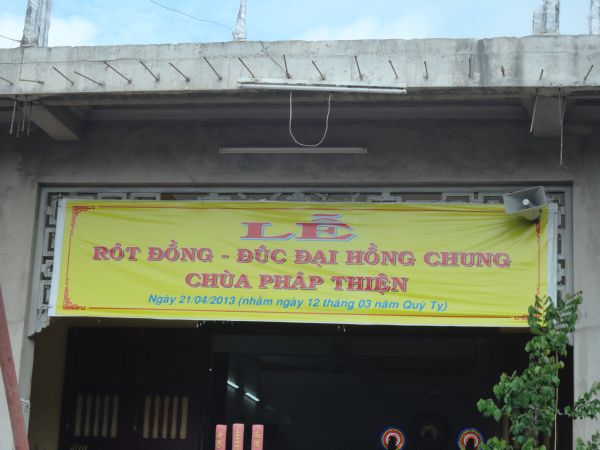 LỄ
RÓT ĐỒNG - ĐÚC ĐẠI HỒNG CHUNG
CHÙA PHÁP THIỆN
Ngày 21/04/2013 (nhằm ngày 12 tháng 03 năm Quý Tỵ)